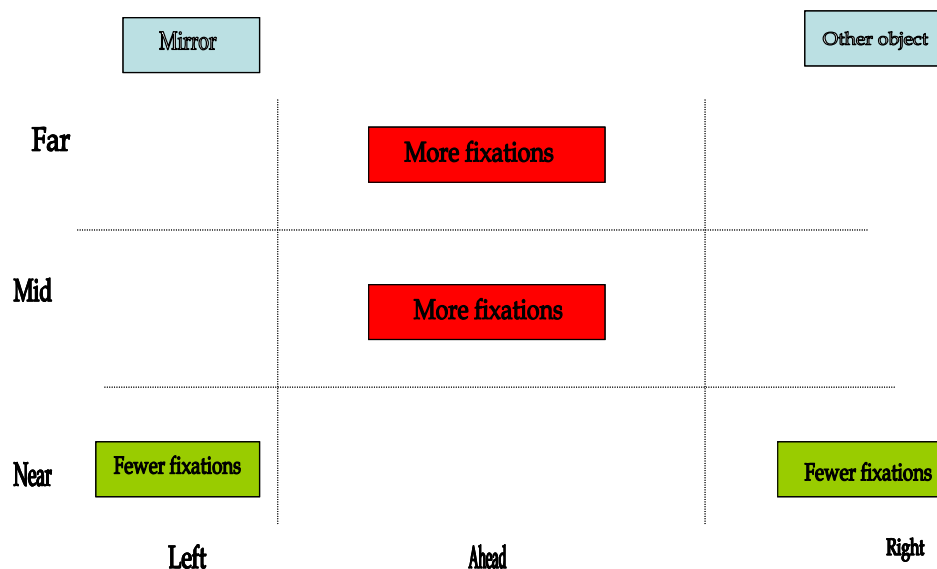 Mirror
Other object
Far
More fixations
Mid
More fixations
Near
Fewer fixations
Fewer fixations
Left
Ahead
Right